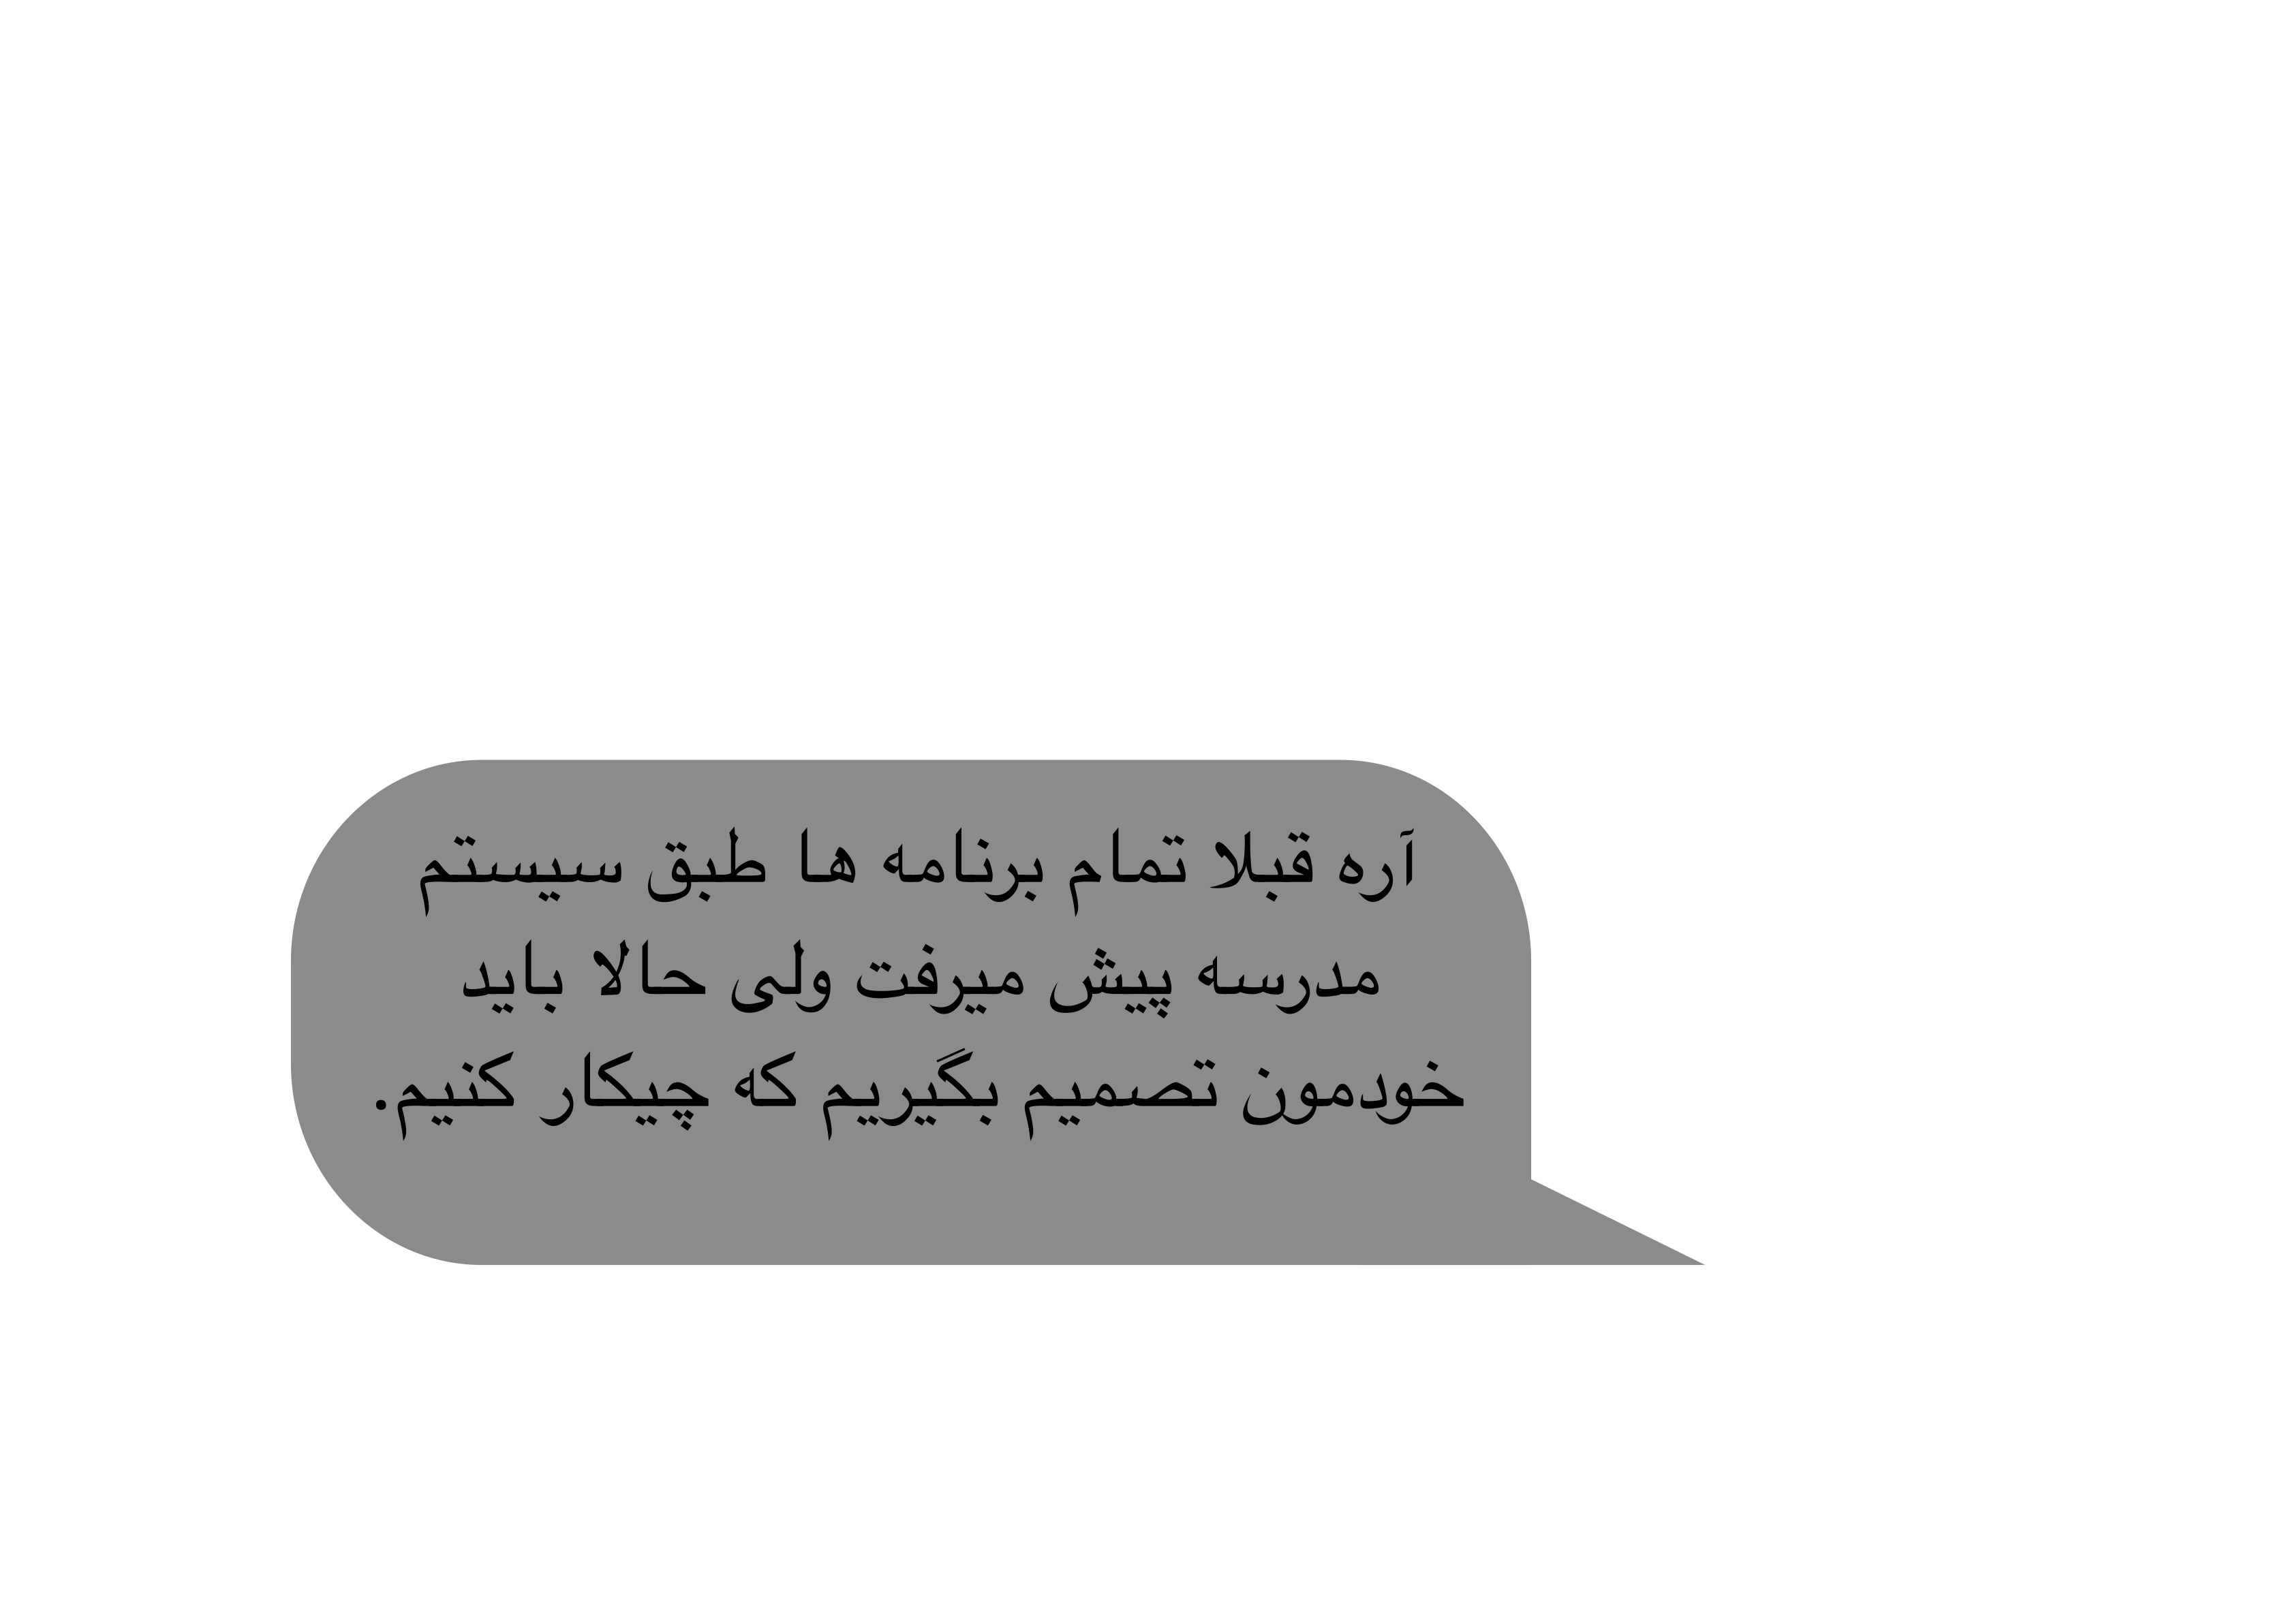 آره قبلا تمام برنامه ها طبق سیستم
مدرسه پیش میرفت ولی حالا باید
خودمون تصمیم بگیریم که چیکار کنیم.